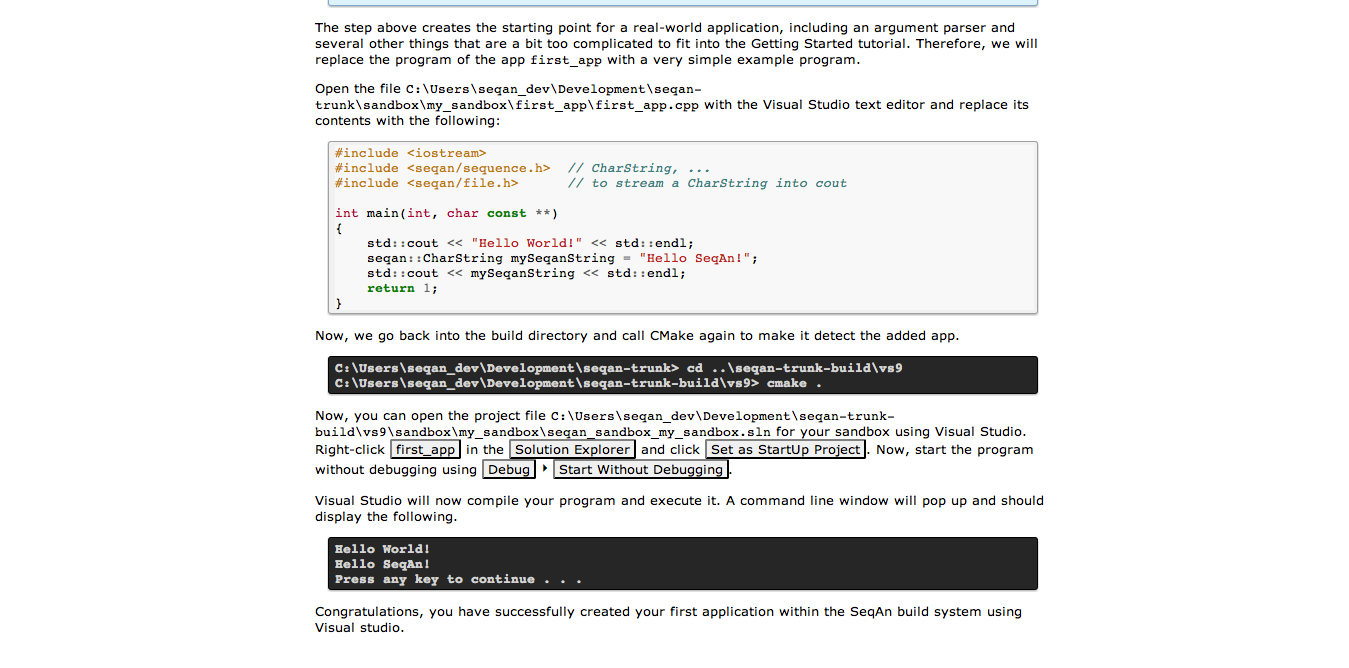 The step above creates the starting point for a real-world application, including an argument parser and
several other things that are a bit too complicated to fit into the Getting Started tutorial. Therefore, we will
replace the program of the app first_app with a very simple example program.
Open the file C:\Users\seqan_dev\Development\seqan-
trunk\sandbox\my_sandbox\first_app\first_app.cpp with the Visual Studio text editor and replace its
contents with the following:
#include <iostream>
#include <seqan/sequence.h>  // CharString, ...
#include <seqan/file.h>      // to stream a CharString into cout
int main(int, char const **)
{
    std::cout << "Hello World!" << std::endl;
    seqan::CharString mySeqanString = "Hello SeqAn!";
    std::cout << mySeqanString << std::endl;
    return 1;
}
Now, we go back into the build directory and call CMake again to make it detect the added app.
C:\Users\seqan_dev\Development\seqan-trunk> cd ..\seqan-trunk-build\vs9
C:\Users\seqan_dev\Development\seqan-trunk-build\vs9> cmake .
Now, you can open the project file C:\Users\seqan_dev\Development\seqan-trunk-
build\vs9\sandbox\my_sandbox\seqan_sandbox_my_sandbox.sln for your sandbox using Visual Studio.
Right-click first_app in the Solution Explorer and click Set as StartUp Project. Now, start the program
without debugging using Debug ‣ Start Without Debugging.
Visual Studio will now compile your program and execute it. A command line window will pop up and should
display the following.
Hello World!
Hello SeqAn!
Press any key to continue . . .
Congratulations, you have successfully created your first application within the SeqAn build system using
Visual studio.